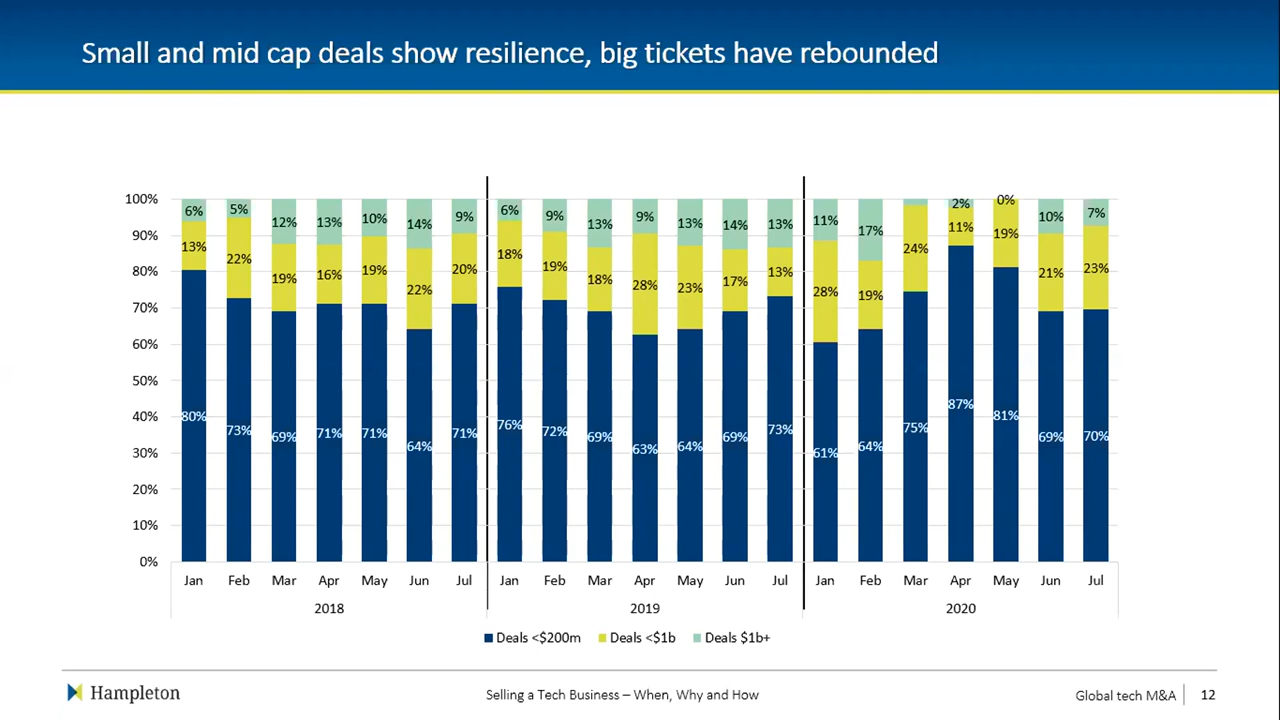 Small and mid cap deals show resilience, big tickets have rebounded
100%
90%
80%
70%
60%
50%
40%
30%
20%
10%
0%
6% 5% 12% 13% 10% 14% 9% 6% 9% 13% 9% 13% 14% 13% 11% 17% 2% 0% 10% 7%
13% 22% 19% 16% 19% 22% 20% 18% 19% 18% 28% 23% 17% 13% 28% 19% 24% 11% 19% 21% 23%
80% 73% 69% 71% 71% 64% 71% 76% 72% 69% 63% 64% 69% 73% 61% 64% 75% 87% 81% 69% 70%
Jan Feb Mar Apr May Jun Jul Jan Feb Mar Apr May Jun Jul Jan Feb Mar Apr May Jun Jul
2018 2019 2020
Deals <$200m Deals <$1b Deals $1b+
Hampleton Selling a Tech Business – When, Why and How Global tech M&A 12